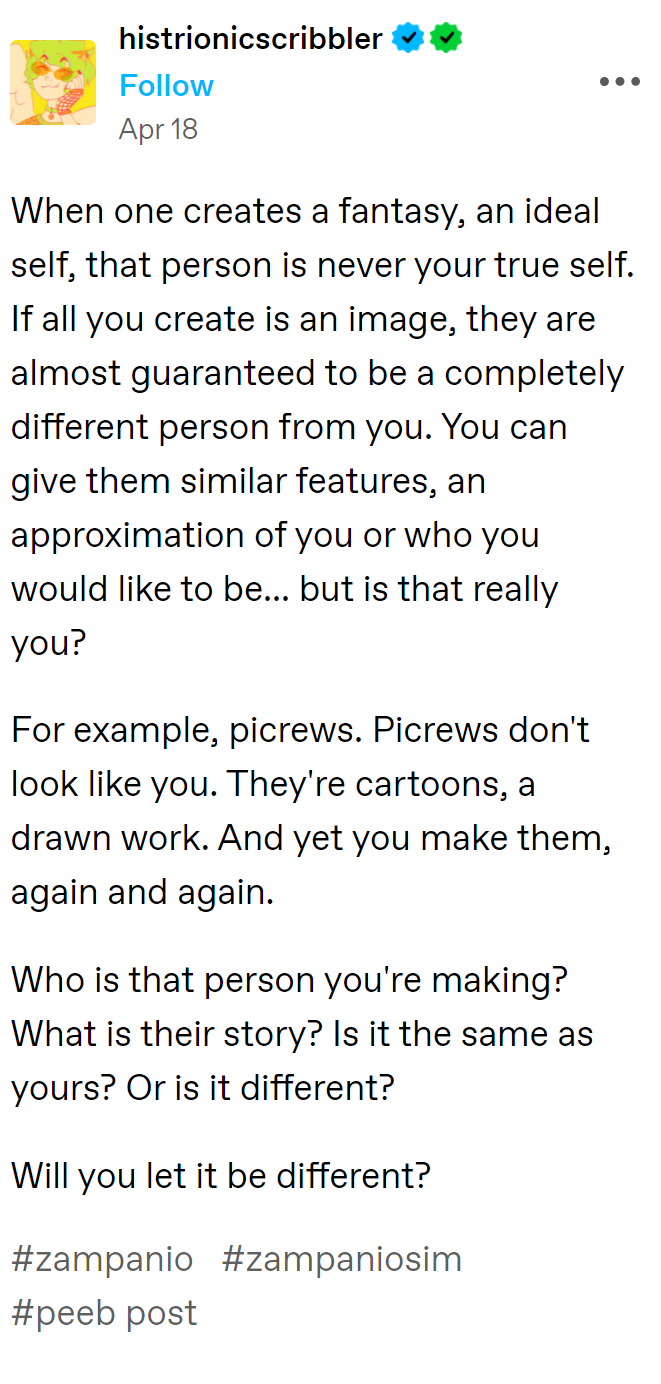 histrionicscribbler
Follow
Apr 18
When one creates a fantasy, an ideal
self, that person is never your true self.
If all you create is an image, they are
almost guaranteed to be a completely
different person from you. You can
give them similar features, an
approximation of you or who you
would like to be... but is that really
you?
For example, picrews. Picrews don't
look like you. They're cartoons, a
drawn work. And yet you make them,
again and again.
Who is that person you're making?
What is their story? Is it the same as
yours? Or is it different?
Will you let it be different?
#zampanio #zampaniosim
#peeb post